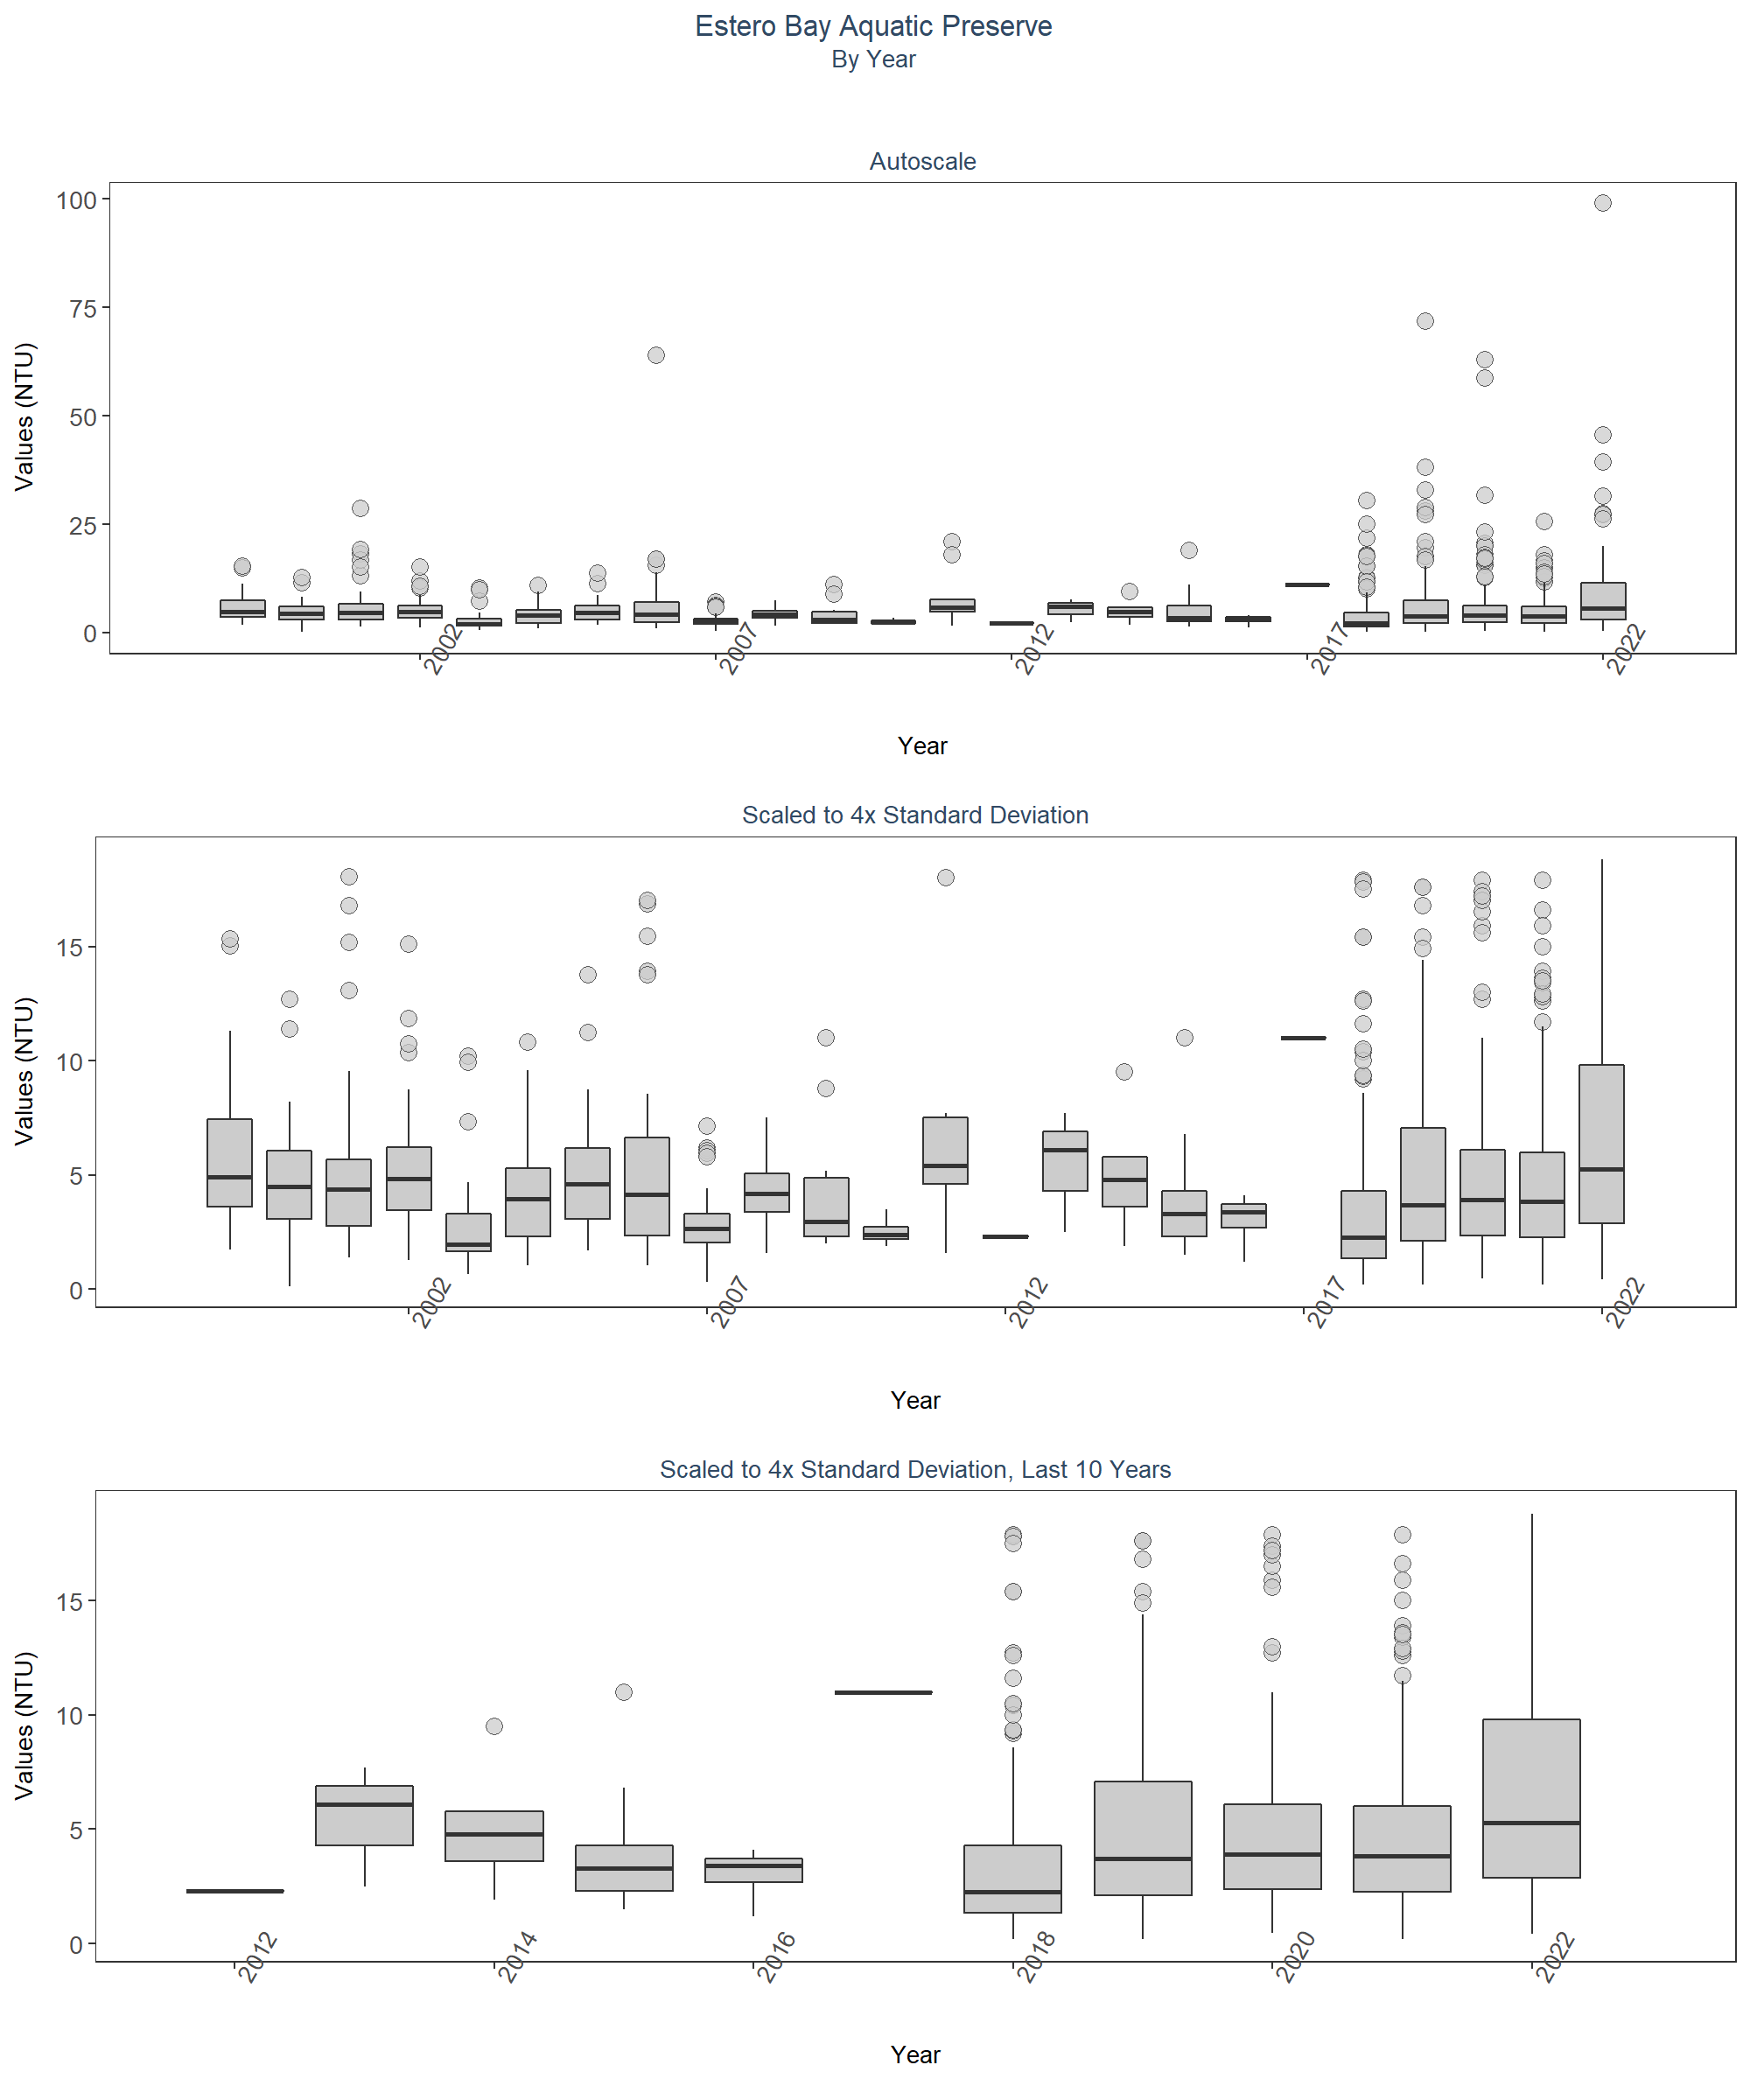 Estero Bay Aquatic Preserve
By Year
Autoscale
Values (NTU)
100
75
50
25
0
2002
2007
2012
2017
2022
Year
Scaled to 4x Standard Deviation
Values (NTU)
15
10
5
0
2002
2007
2012
2017
2022
Year
Scaled to 4x Standard Deviation, Last 10 Years
Values (NTU)
15
10
5
0
2012
2014
2016
2018
2020
2022
Year